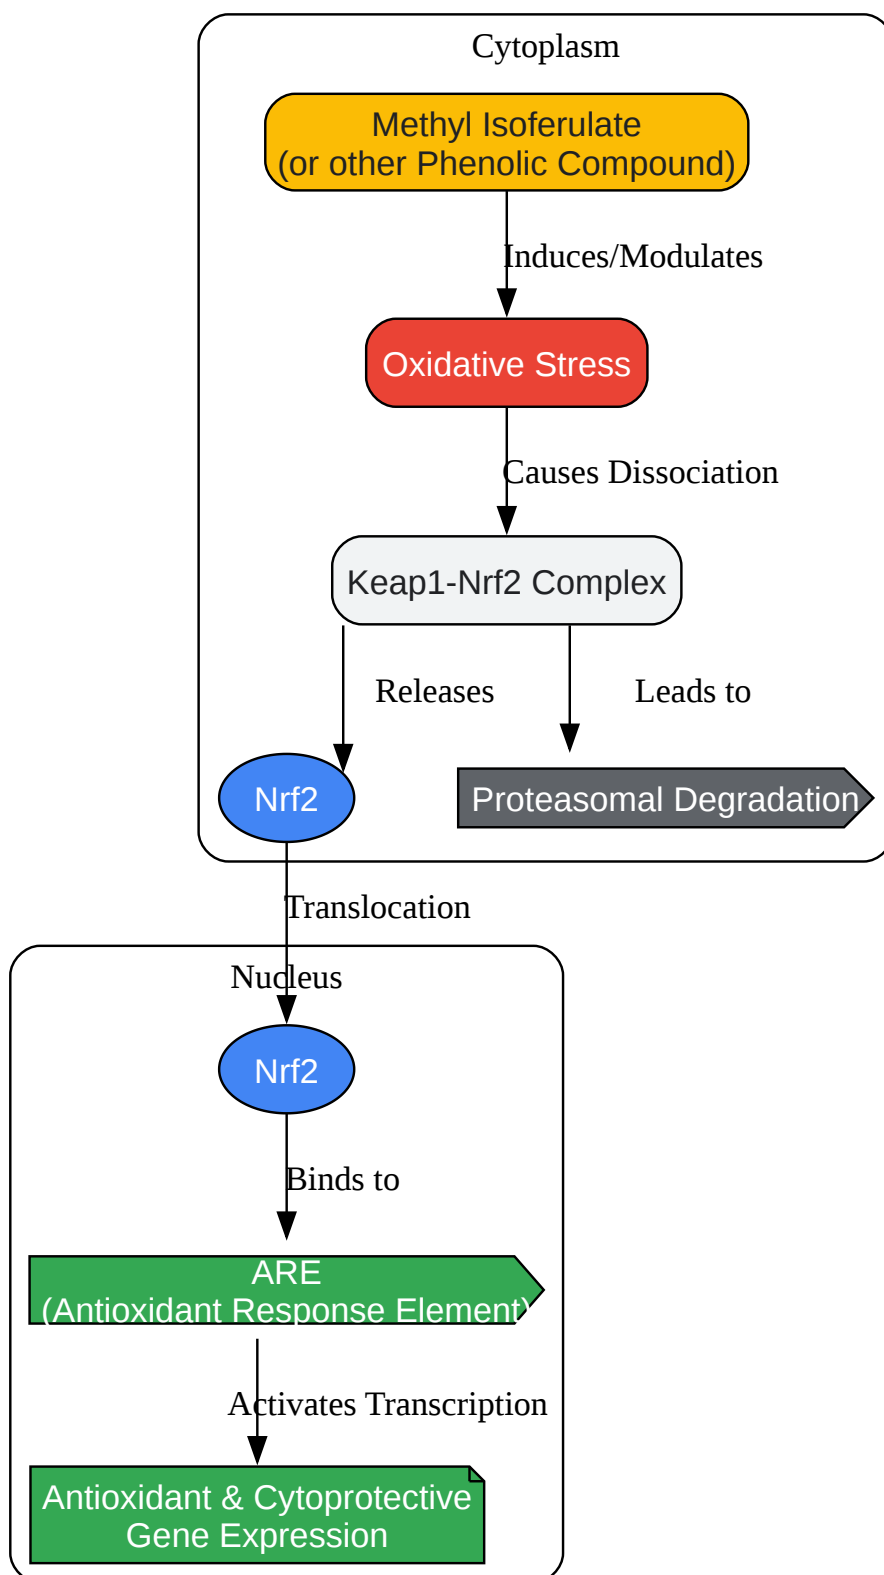 Cytoplasm
Methyl Isoferulate
(or other Phenolic Compound)
Induces/Modulates
Oxidative Stress
Causes Dissociation
Keap1-Nrf2 Complex
Releases
Leads to
Nrf2
Proteasomal Degradation
Translocation
Nucleus
Nrf2
Binds to
ARE
(Antioxidant Response Element)
Activates Transcription
Antioxidant & Cytoprotective
Gene Expression